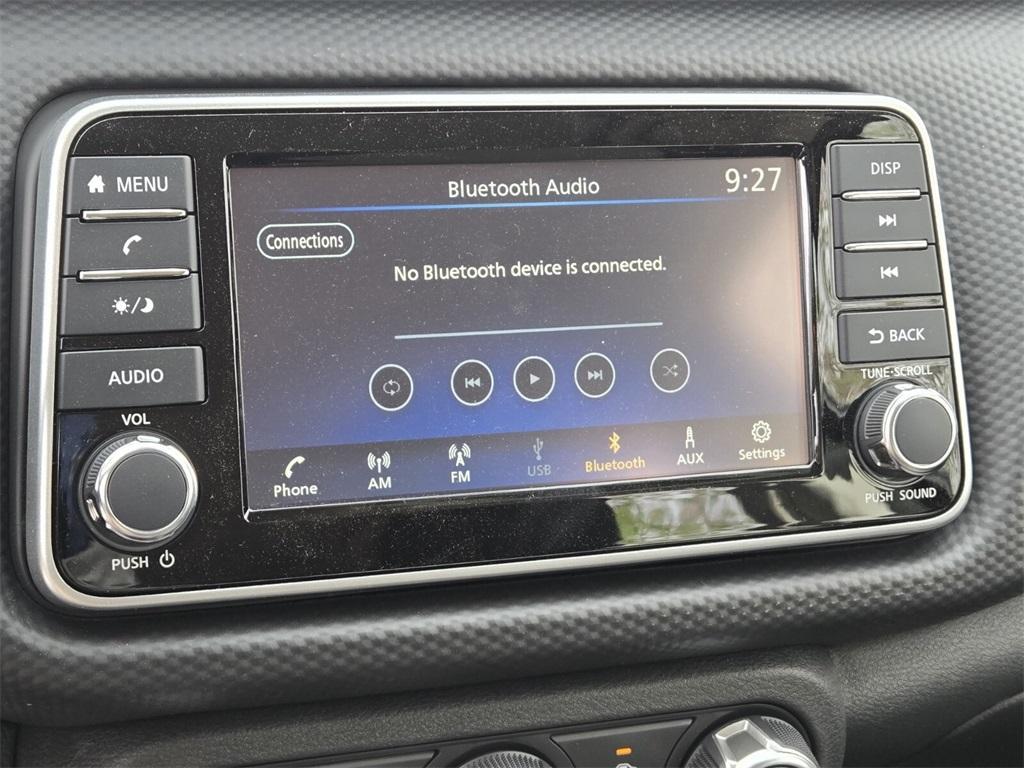 MENU
AUDIO
VOL
PUSH
Bluetooth Audio
9:27
Connections
No Bluetooth device is connected.
Phone
AM
FM
USB
Bluetooth
AUX
Settings
DISP
BACK
TUNE·SCROLL
PUSH SOUND